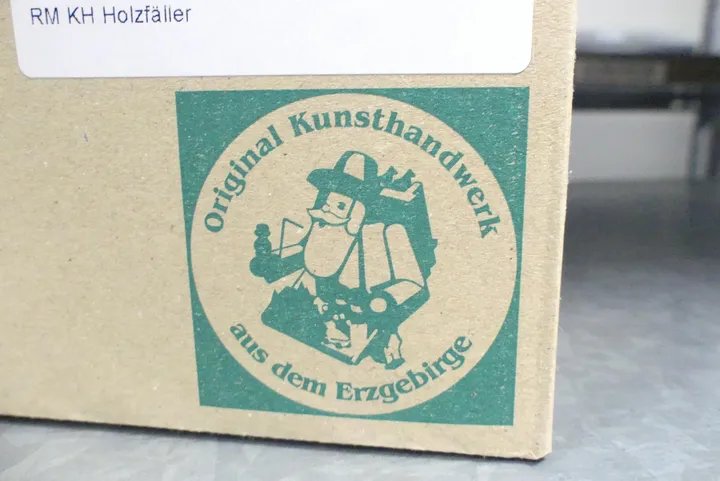 RM KH Holzfäller
Original Kunsthandwerk
aus dem Erzgebirge